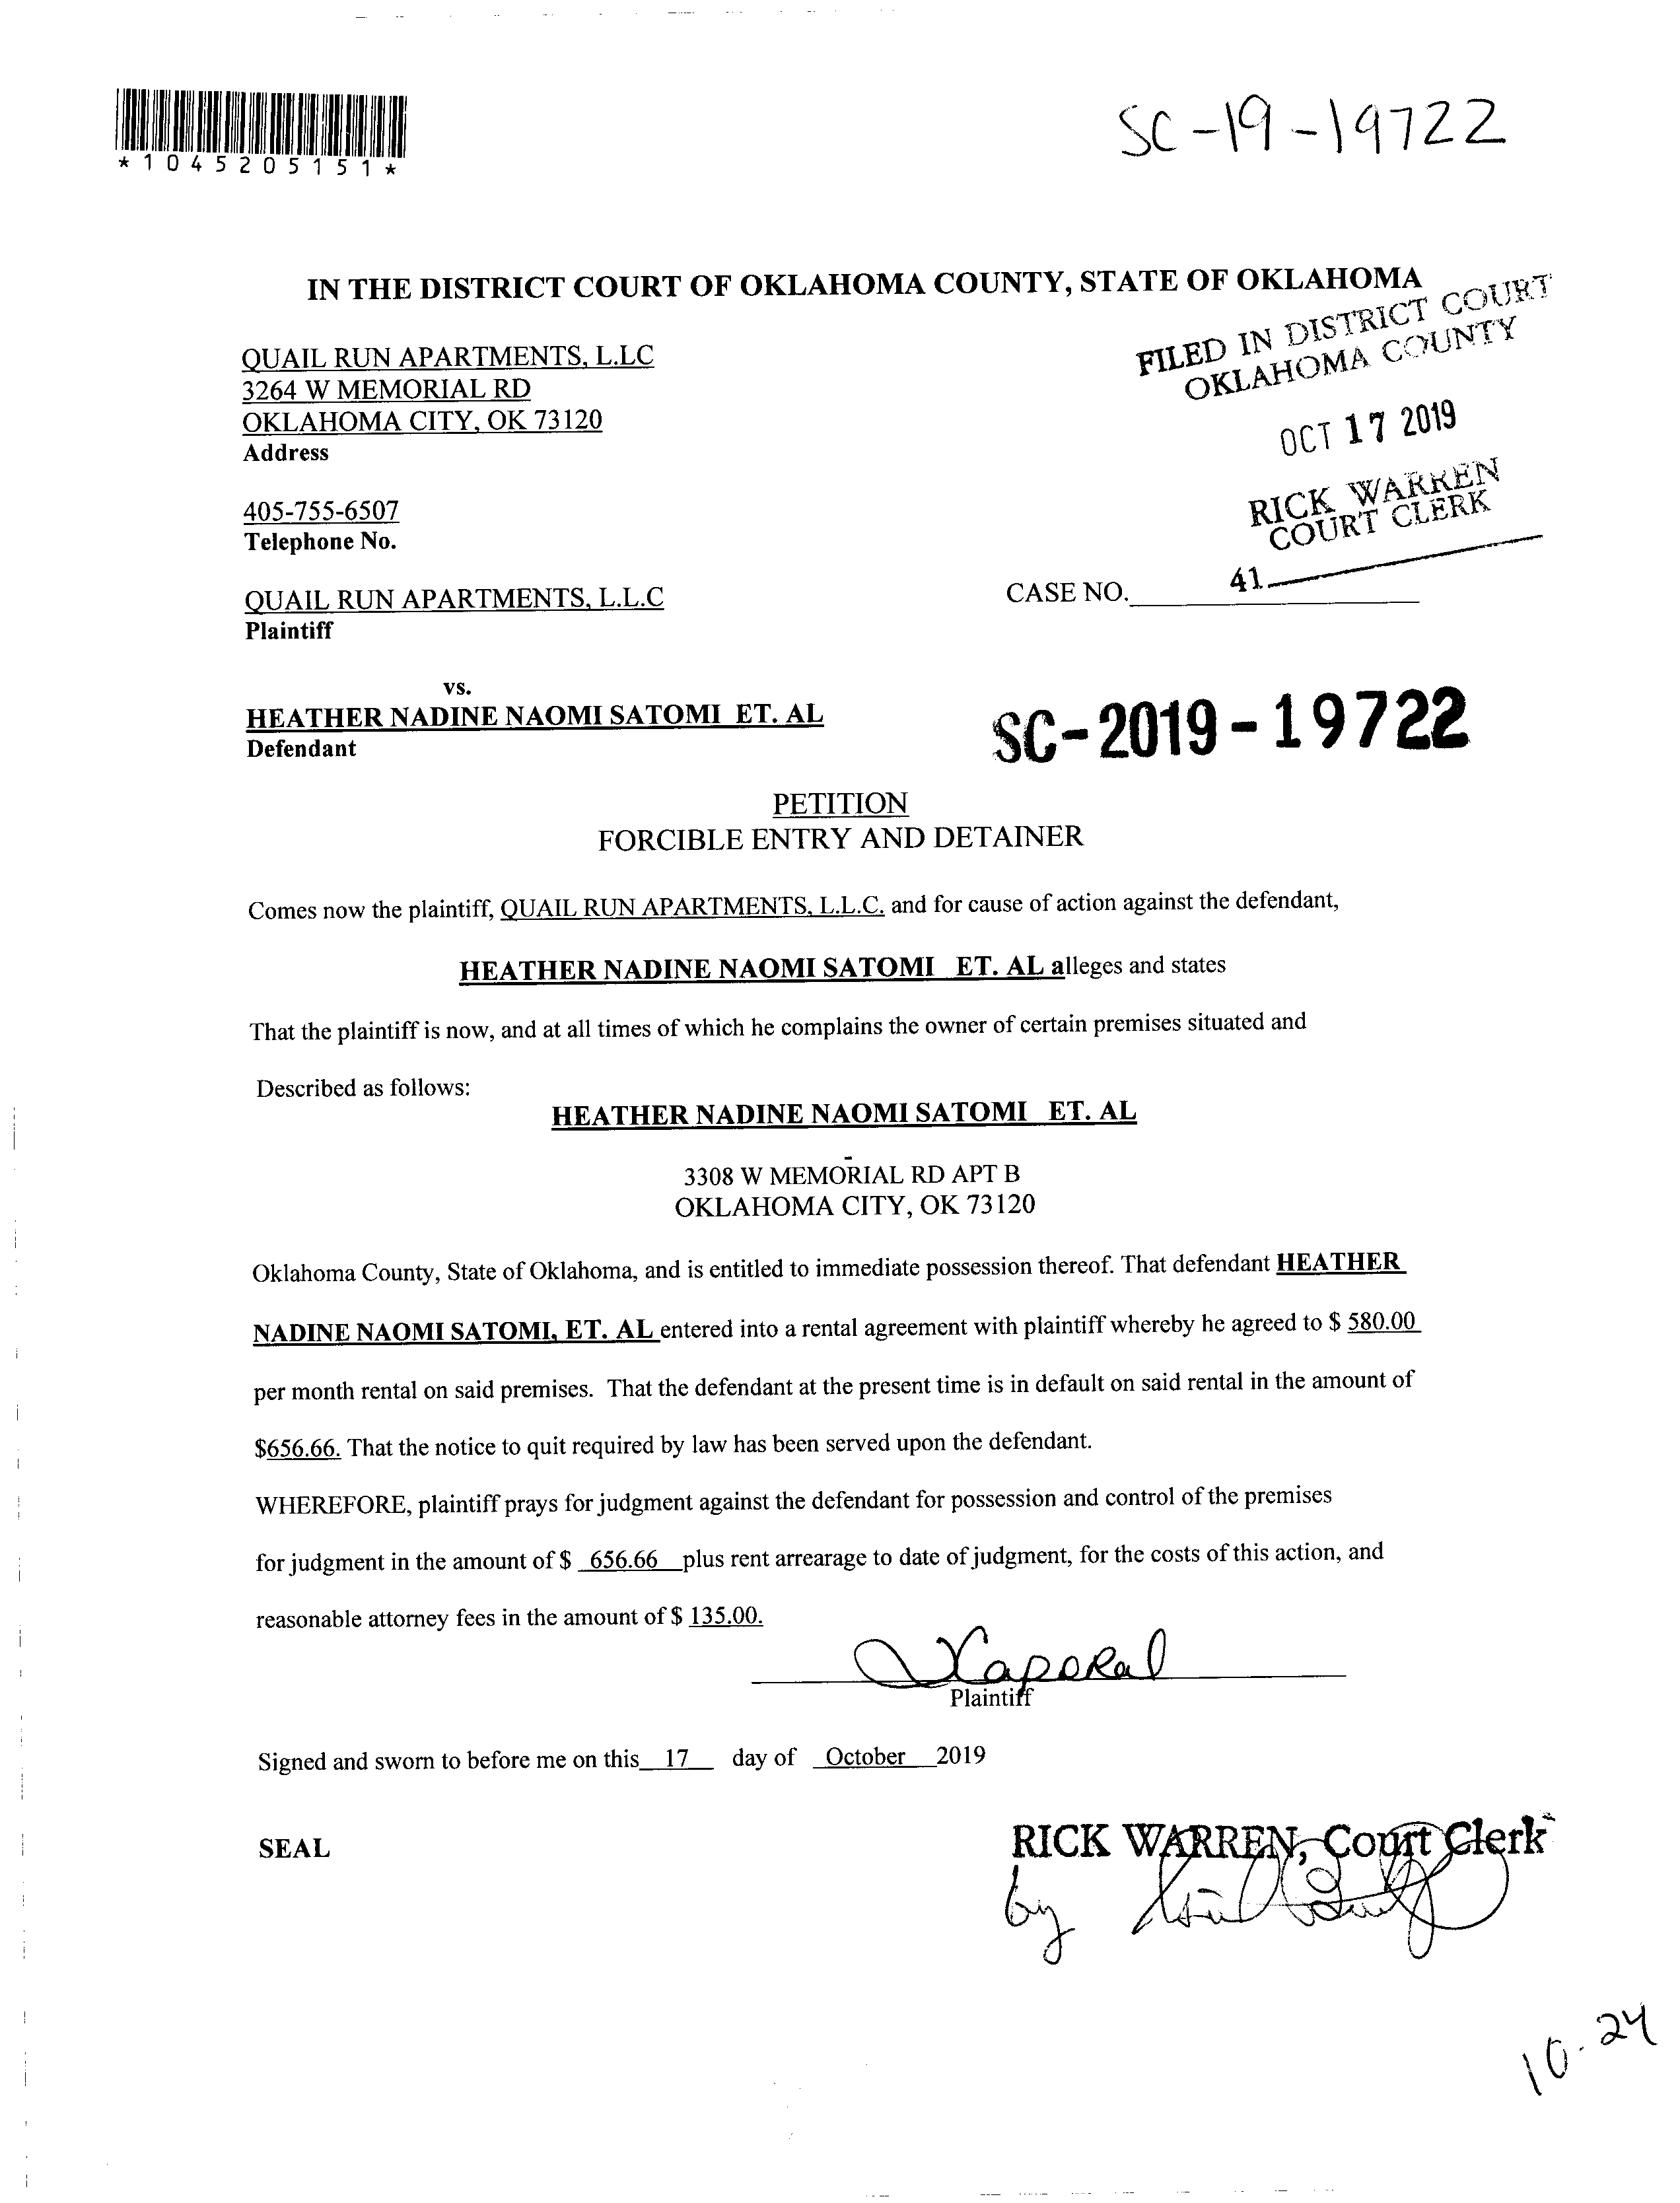 *1045205151*
SC-19-19722
IN THE DISTRICT COURT OF OKLAHOMA COUNTY, STATE OF OKLAHOMA
FILED IN DISTRICT COURT
OKLAHOMA COUNTY
OCT 17 2019
RICK WARREN
COURT CLERK
41
QUAIL RUN APARTMENTS, L.LC
3264 W MEMORIAL RD
OKLAHOMA CITY, OK 73120
Address
405-755-6507
Telephone No.
QUAIL RUN APARTMENTS, L.L.C
Plaintiff
CASE NO.
vs.
HEATHER NADINE NAOMI SATOMI ET. AL
Defendant
SC-2019-19722
PETITION
FORCIBLE ENTRY AND DETAINER
Comes now the plaintiff, QUAIL RUN APARTMENTS, L.L.C. and for cause of action against the defendant,
HEATHER NADINE NAOMI SATOMI ET. AL alleges and states
That the plaintiff is now, and at all times of which he complains the owner of certain premises situated and
Described as follows:
HEATHER NADINE NAOMI SATOMI ET. AL
3308 W MEMORIAL RD APT B
OKLAHOMA CITY, OK 73120
Oklahoma County, State of Oklahoma, and is entitled to immediate possession thereof. That defendant HEATHER
NADINE NAOMI SATOMI, ET. AL entered into a rental agreement with plaintiff whereby he agreed to $ 580.00
per month rental on said premises. That the defendant at the present time is in default on said rental in the amount of
$656.66. That the notice to quit required by law has been served upon the defendant.
WHEREFORE, plaintiff prays for judgment against the defendant for possession and control of the premises
for judgment in the amount of $ 656.66 plus rent arrearage to date of judgment, for the costs of this action, and
reasonable attorney fees in the amount of $ 135.00.
Plaintiff
Signed and sworn to before me on this 17 day of October 2019
SEAL
RICK WARREN, Court Clerk
by
10-24